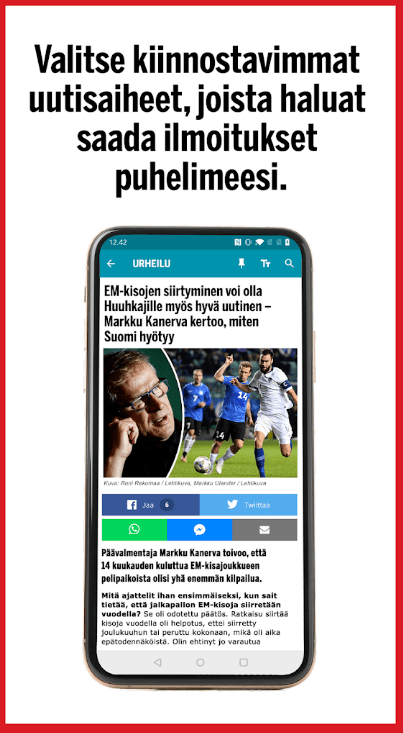 Valitse kiinnostavimmat
uutisaiheet, joista haluat
saada ilmoitukset
puhelimeesi.
12.42
URHEILU
TT
EM-kisojen siirtyminen voi olla
Huuhkajille myös hyvä uutinen –
Markku Kanerva kertoo, miten
Suomi hyötyy
7
14
Kuva: Roni Rekomaa / Lehtikuva, Markku Ulander / Lehtikuva
Jaa 6
Twiittaa
Päävalmentaja Markku Kanerva toivoo, että
14 kuukauden kuluttua EM-kisajoukkueen
pelipaikoista olisi yhä enemmän kilpailua.
Mitä ajattelit ihan ensimmäiseksi, kun sait
tietää, että jalkapallon EM-kisoja siirretään
vuodella? Se oli odotettu päätös. Ratkaisu siirtää
kisoja vuodella oli helpotus, ettei siirretty
joulukuuhun tai peruttu kokonaan, mikä oli aika
epätodennäköistä. Olin ehtinyt jo varautua